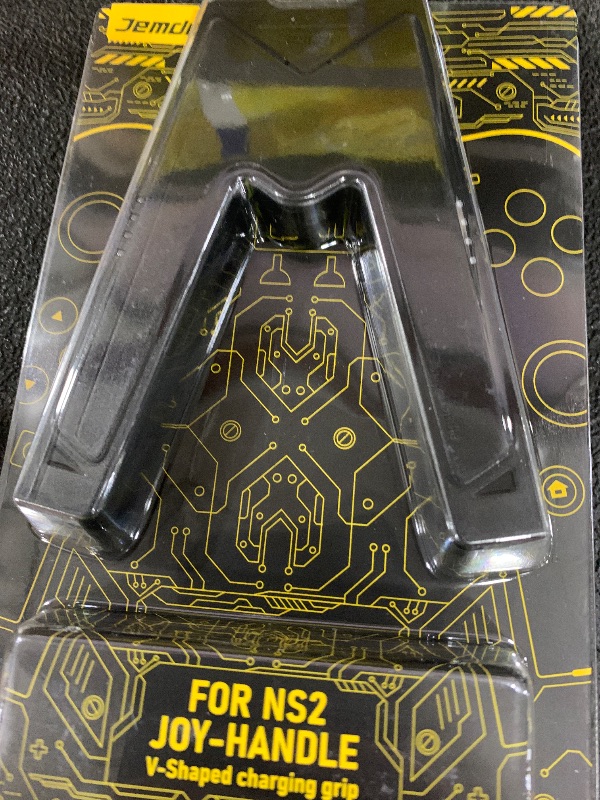 FOR NS2
JOY-HANDLE
V-Shaped charging grip